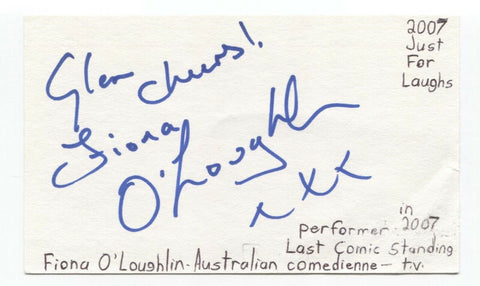 2007
Just
For
Laughs
Glen cheers!
Fiona
O'Loughlin
xxx
in
performer 2007
Last Comic Standing
Fiona O'Loughlin-Australian comedienne - t.v.